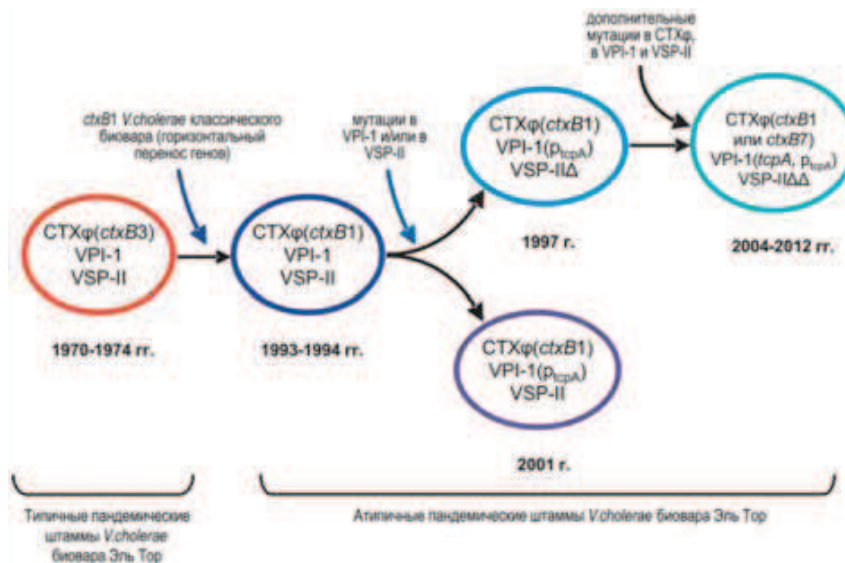 дополнительные
мутации в CTXφ,
в VPI-1 и VSP-II
ctxB1 V.cholerae классического
биовара (горизонтальный
перенос генов)
мутации в
VPI-1 и/или в
VSP-II
CTXφ(ctxB3)
VPI-1
VSP-II
1970-1974 гг.
CTXφ(ctxB1)
VPI-1
VSP-II
1993-1994 гг.
CTXφ(ctxB1)
VPI-1(ptcpA)
VSP-IIΔ
1997 г.
CTXφ(ctxB1
или ctxB7)
VPI-1(tcpA, ptcpA)
VSP-IIΔΔ
2004-2012 гг.
CTXφ(ctxB1)
VPI-1(ptcpA)
VSP-II
2001 г.
Типичные пандемические
штаммы V.cholerae
биовара Эль Тор
Атипичные пандемические штаммы V.cholerae биовара Эль Тор